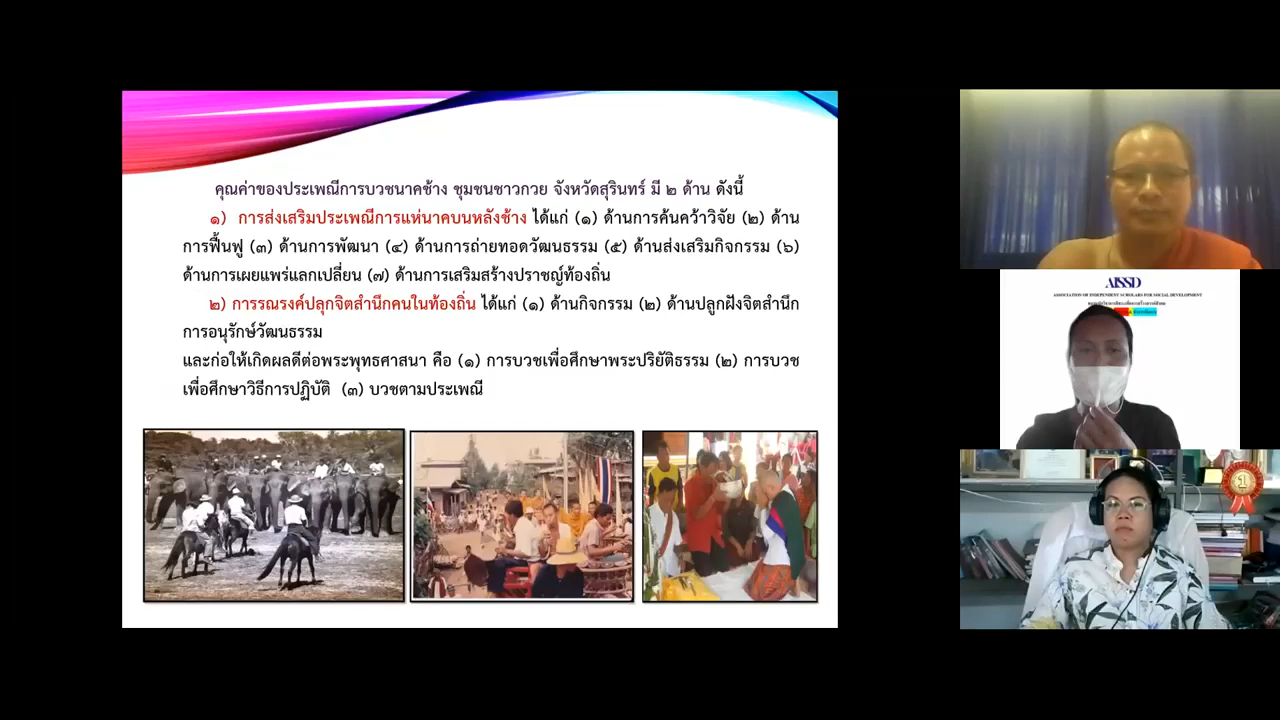 คุณค่าของประเพณีการบวชนาคช้าง ชุมชนชาวกวย จังหวัดสุรินทร์ มี ๒ ด้าน ดังนี้
๑) การส่งเสริมประเพณีการแห่นาคบนหลังช้าง ได้แก่ (๑) ด้านการค้นคว้าวิจัย (๒) ด้าน
การฟื้นฟู (๓) ด้านการพัฒนา (๔) ด้านการถ่ายทอดวัฒนธรรม (๕) ด้านส่งเสริมกิจกรรม (๖)
ด้านการเผยแพร่แลกเปลี่ยน (๗) ด้านการเสริมสร้างปราชญ์ท้องถิ่น
๒) การรณรงค์ปลุกจิตสำนึกคนในท้องถิ่น ได้แก่ (๑) ด้านกิจกรรม (๒) ด้านปลูกฝังจิตสำนึก
การอนุรักษ์วัฒนธรรม
และก่อให้เกิดผลดีต่อพระพุทธศาสนา คือ (๑) การบวชเพื่อศึกษาพระปริยัติธรรม (๒) การบวช
เพื่อศึกษาวิธีการปฏิบัติ (๓) บวชตามประเพณี
AISSD
ASSOCIATION OF INDEPENDENT SCHOLARS FOR SOCIAL DEVELOPMENT
1